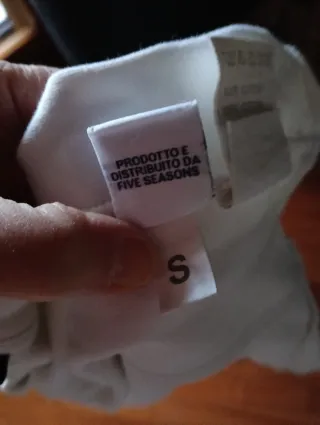 PRODOTTO E
DISTRIBUITO DA
FIVE SEASONS
S